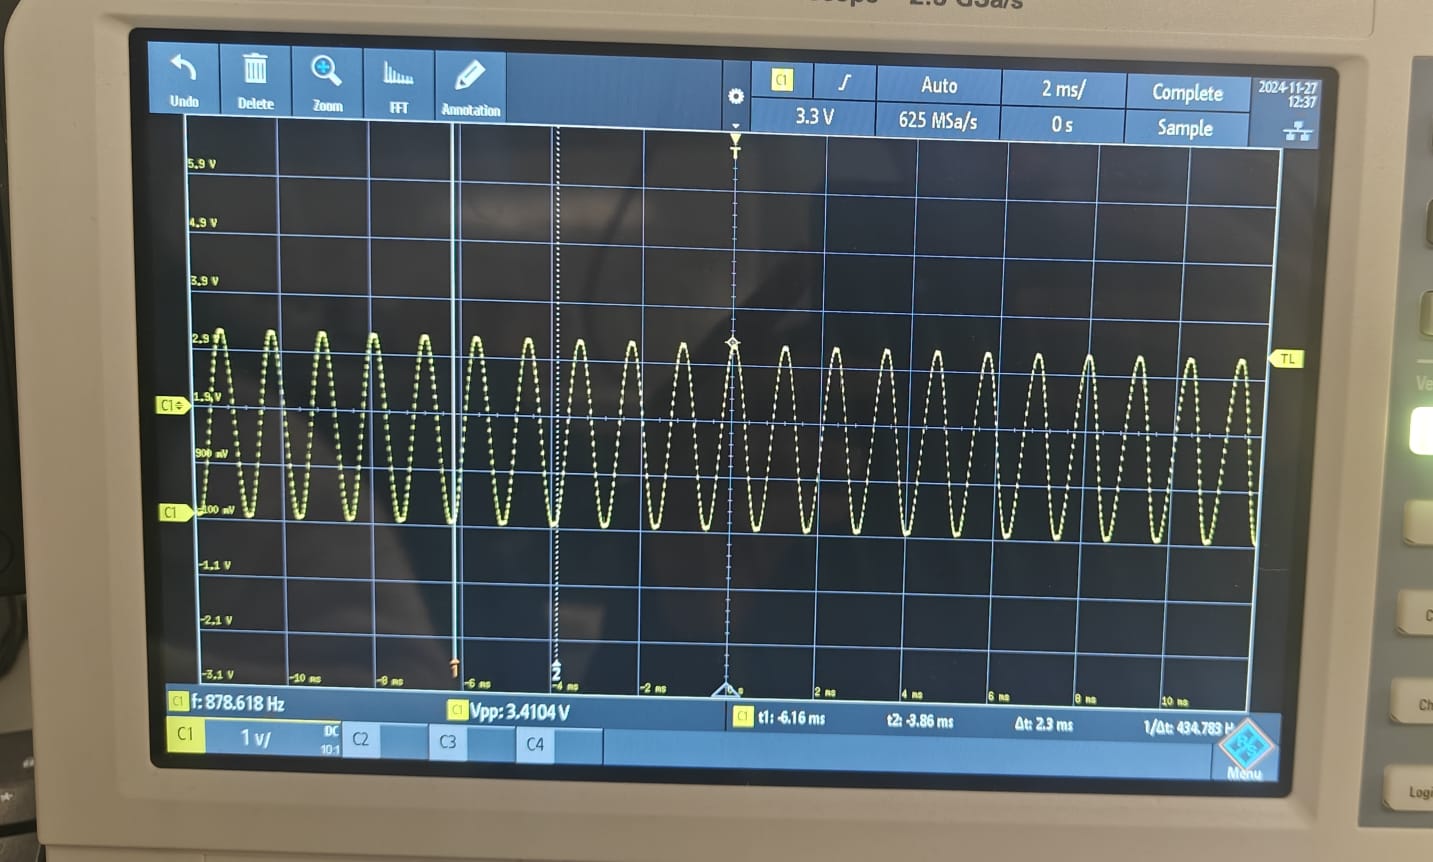 2.5 GSa/s
Undo Delete Zoom FFT Annotation
C1 Auto 2 ms/ Complete
3.3 V 625 MSa/s 0 s Sample
2024-11-27
12:37
T
5.9 V
4.9 V
3.9 V
2.9
TL
C1
1.9 V
900 mV
C1
-100 mV
-1.1 V
-2.1 V
1 2
-3.1 V -10 ms -8 ms -6 ms -4 ms -2 ms 0 s 2 ms 4 ms 6 ms 8 ms 10 ms
C1 f: 878.618 Hz C1 Vpp: 3.4104 V C1 t1: -6.16 ms t2: -3.86 ms Δt: 2.3 ms 1/Δt: 434.783 H
C1 1 V/ DC 10:1 C2 C3 C4
Menu
Ve
C
Ch
Logi